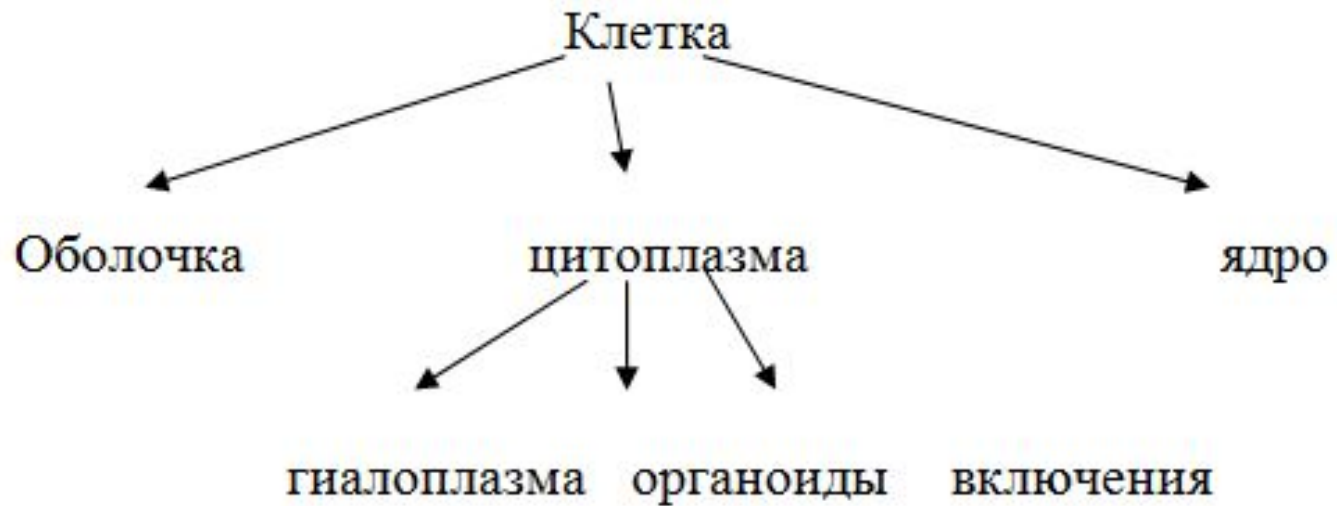 Клетка
Оболочка цитоплазма ядро
гиалоплазма органоиды включения